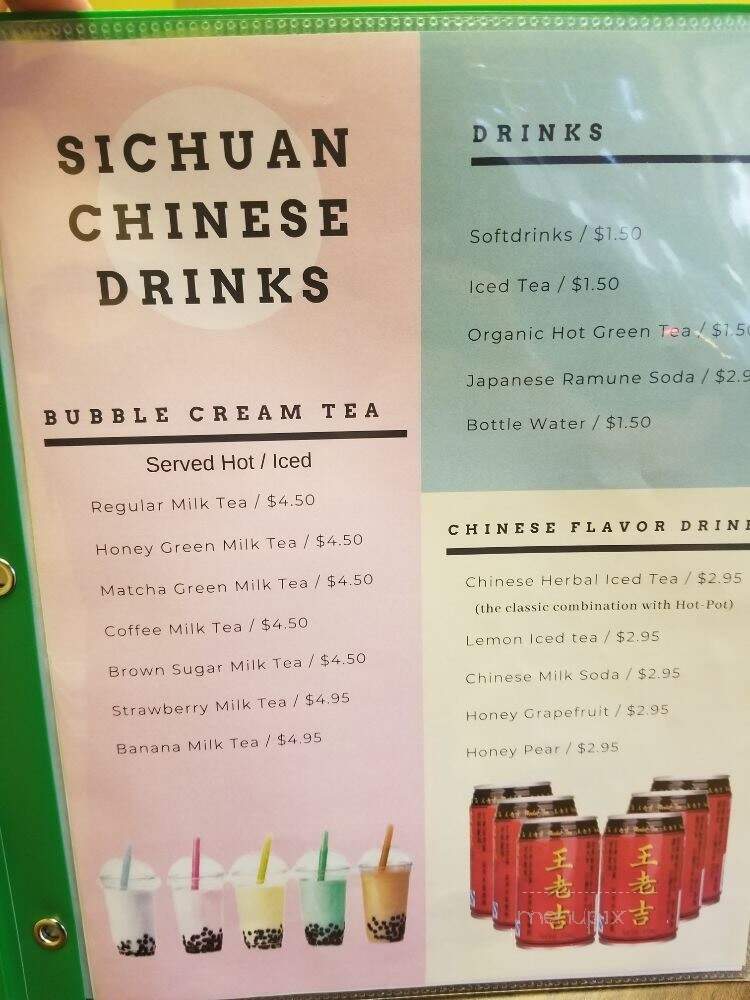 SICHUAN
CHINESE
DRINKS
BUBBLE CREAM TEA
Served Hot / Iced
Regular Milk Tea / $4.50
Honey Green Milk Tea / $4.50
Matcha Green Milk Tea / $4.50
Coffee Milk Tea / $4.50
Brown Sugar Milk Tea / $4.50
Strawberry Milk Tea / $4.95
Banana Milk Tea / $4.95
DRINKS
Softdrinks / $1.50
Iced Tea / $1.50
Organic Hot Green Tea / $1.50
Japanese Ramune Soda / $2.9
Bottle Water / $1.50
CHINESE FLAVOR DRIN
Chinese Herbal Iced Tea / $2.95
(the classic combination with Hot-Pot)
Lemon Iced tea / $2.95
Chinese Milk Soda / $2.95
Honey Grapefruit / $2.95
Honey Pear / $2.95
王老吉
王老吉
menupix